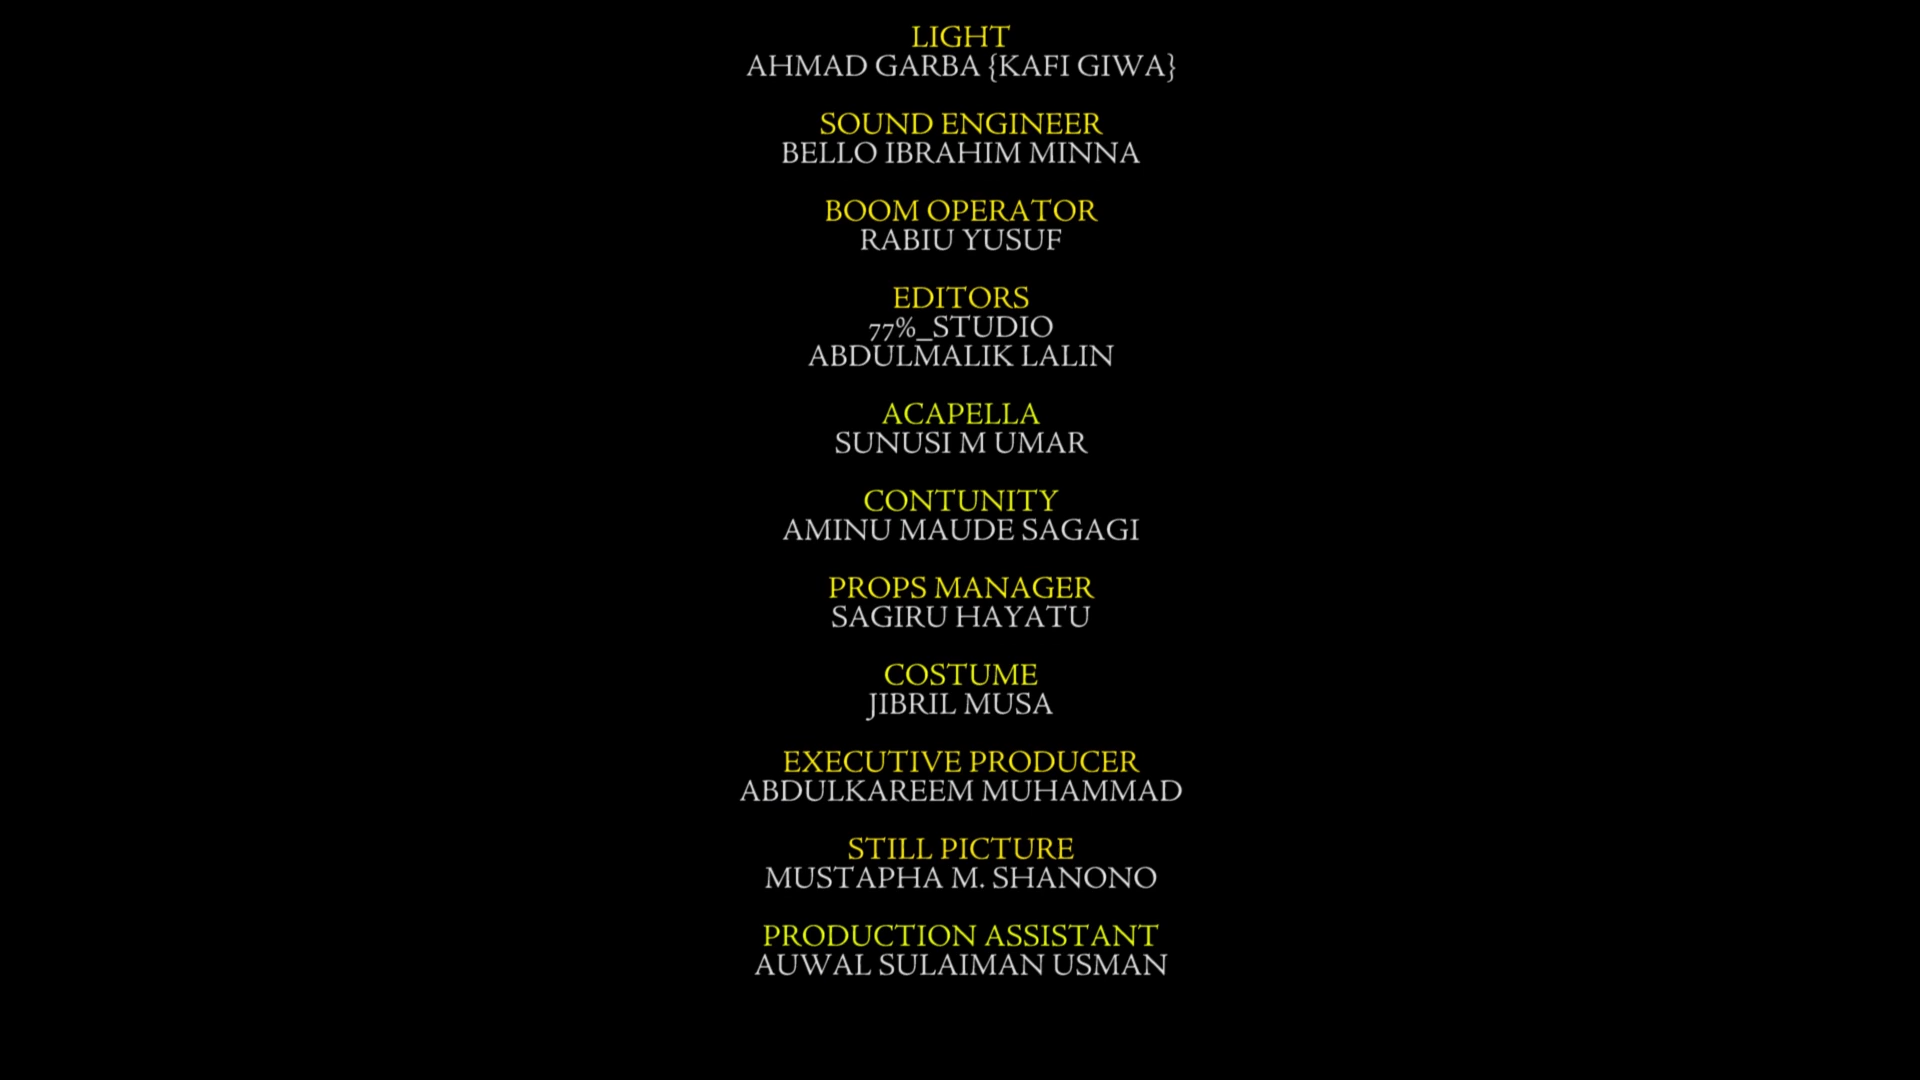 LIGHT
AHMAD GARBA {KAFI GIWA}
SOUND ENGINEER
BELLO IBRAHIM MINNA
BOOM OPERATOR
RABIU YUSUF
EDITORS
77%_STUDIO
ABDULMALIK LALIN
ACAPELLA
SUNUSI M UMAR
CONTUNITY
AMINU MAUDE SAGAGI
PROPS MANAGER
SAGIRU HAYATU
COSTUME
JIBRIL MUSA
EXECUTIVE PRODUCER
ABDULKAREEM MUHAMMAD
STILL PICTURE
MUSTAPHA M. SHANONO
PRODUCTION ASSISTANT
AUWAL SULAIMAN USMAN